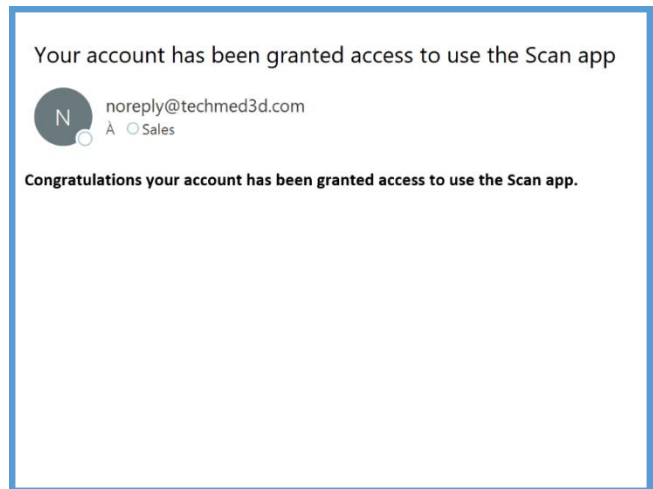 Your account has been granted access to use the Scan app
N
noreply@techmed3d.com
À Sales
Congratulations your account has been granted access to use the Scan app.